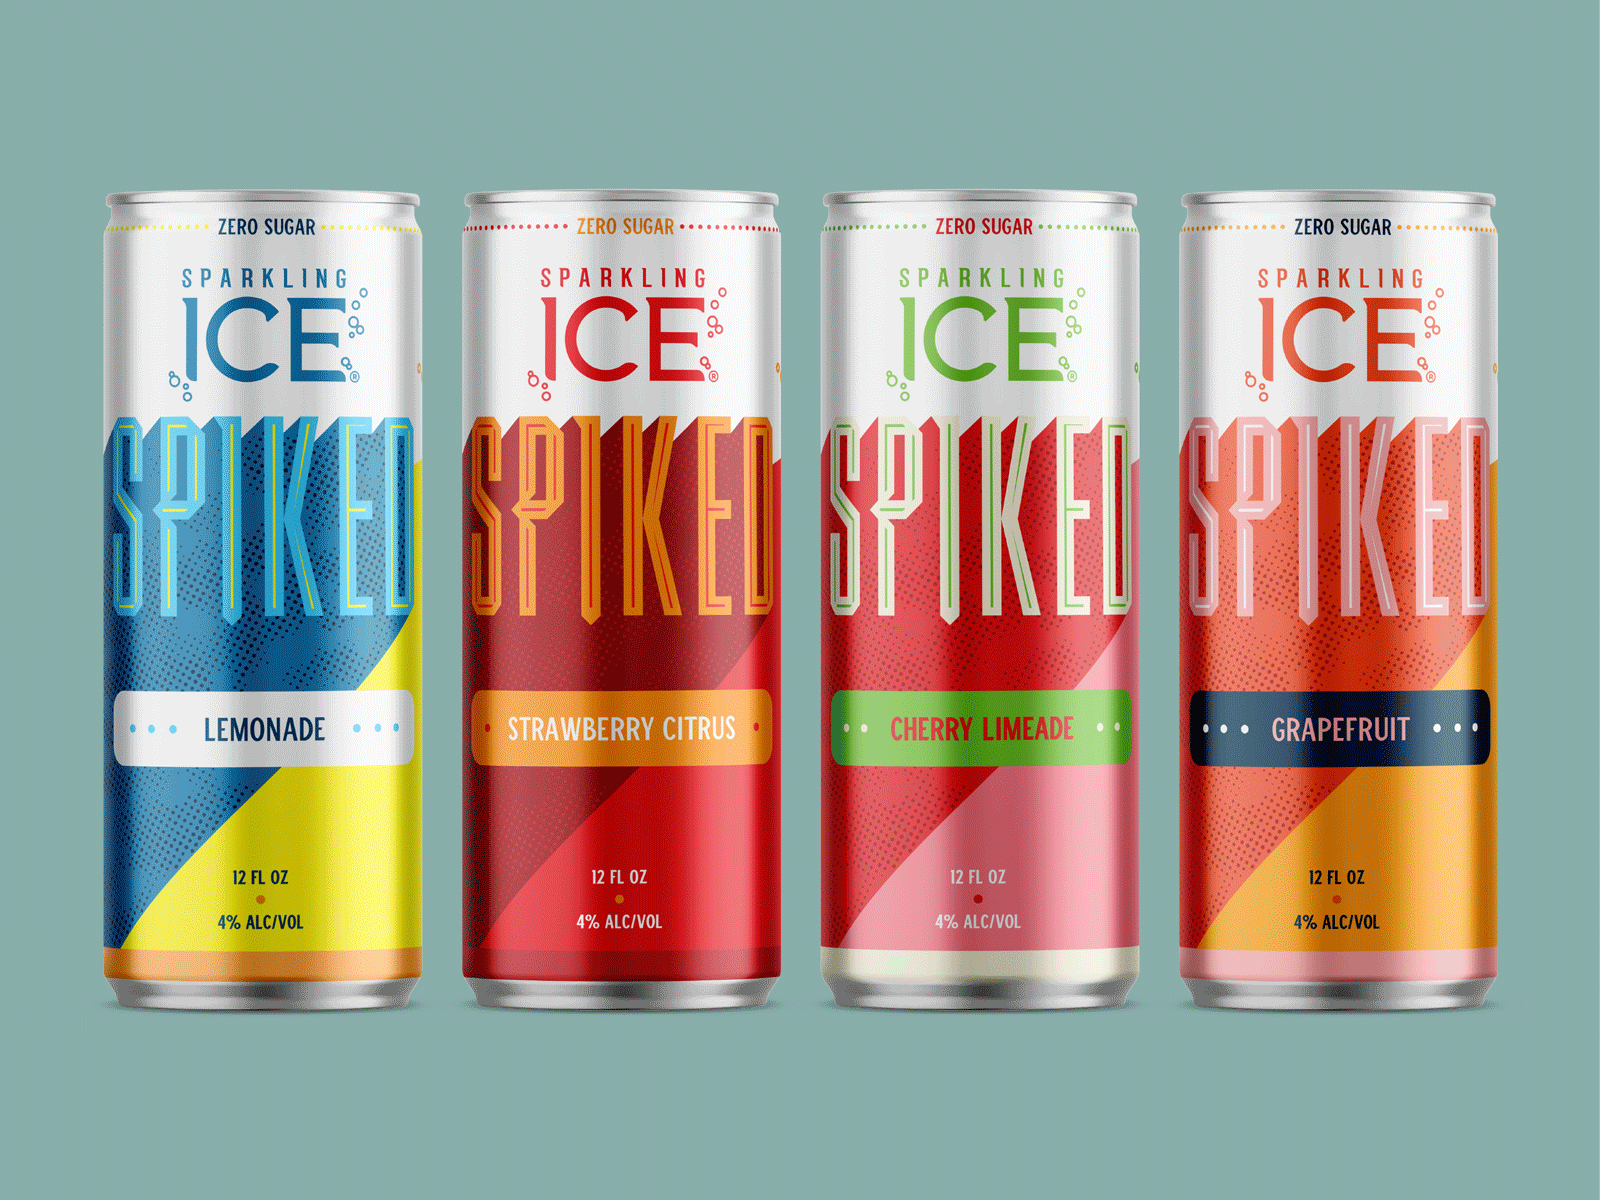 ZERO SUGAR
SPARKLING
ICE®
SPIKED
LEMONADE
12 FL OZ
4% ALC/VOL
ZERO SUGAR
SPARKLING
ICE®
SPIKED
STRAWBERRY CITRUS
12 FL OZ
4% ALC/VOL
ZERO SUGAR
SPARKLING
ICE®
SPIKED
CHERRY LIMEADE
12 FL OZ
4% ALC/VOL
ZERO SUGAR
SPARKLING
ICE®
SPIKED
GRAPEFRUIT
12 FL OZ
4% ALC/VOL